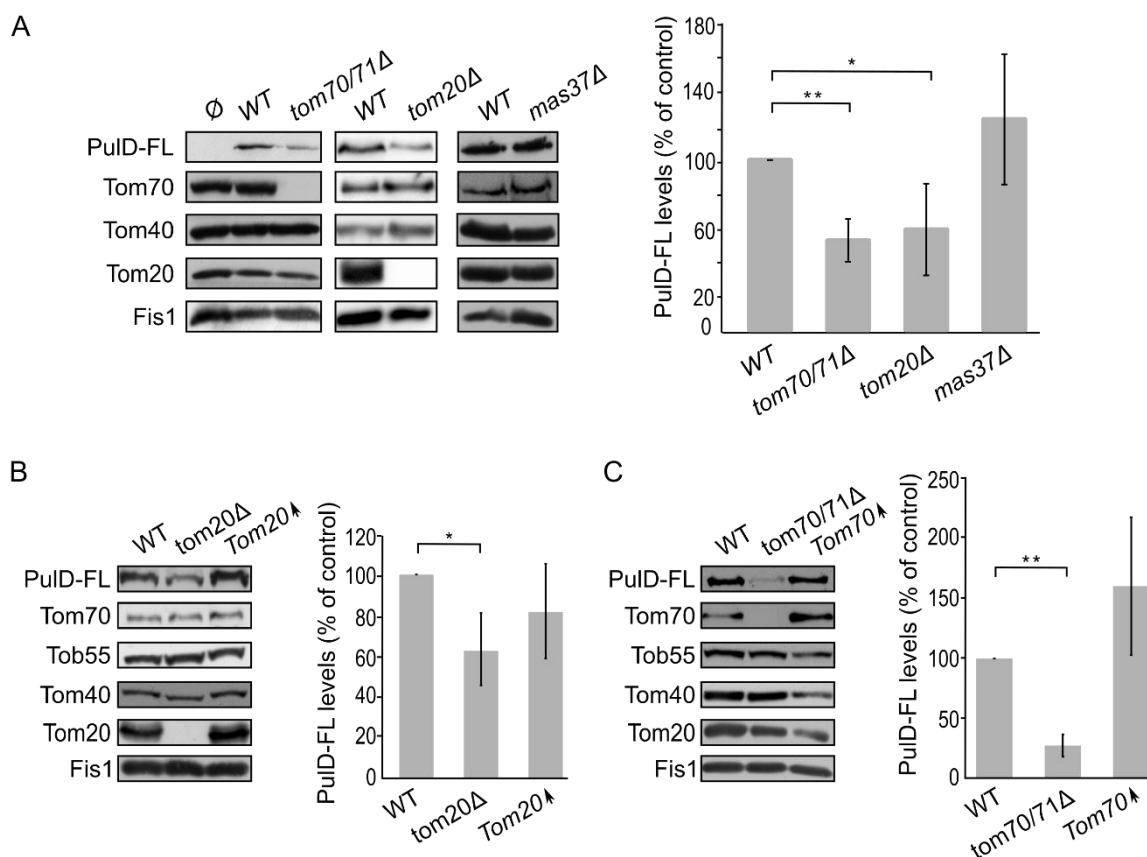 A
Ø WT tom70/71Δ WT tom20Δ WT mas37Δ
PulD-FL
Tom70
Tom40
Tom20
Fis1
PulD-FL levels (% of control)
180
140
100
60
20
0
*
**
WT tom70/71Δ tom20Δ mas37Δ
B
WT tom20Δ Tom20↑
PulD-FL
Tom70
Tob55
Tom40
Tom20
Fis1
PulD-FL levels (% of control)
120
100
80
60
40
20
0
*
WT tom20Δ Tom20↑
C
WT tom70/71Δ Tom70↑
PulD-FL
Tom70
Tob55
Tom40
Tom20
Fis1
PulD-FL levels (% of control)
250
200
150
100
50
0
**
WT tom70/71Δ Tom70↑